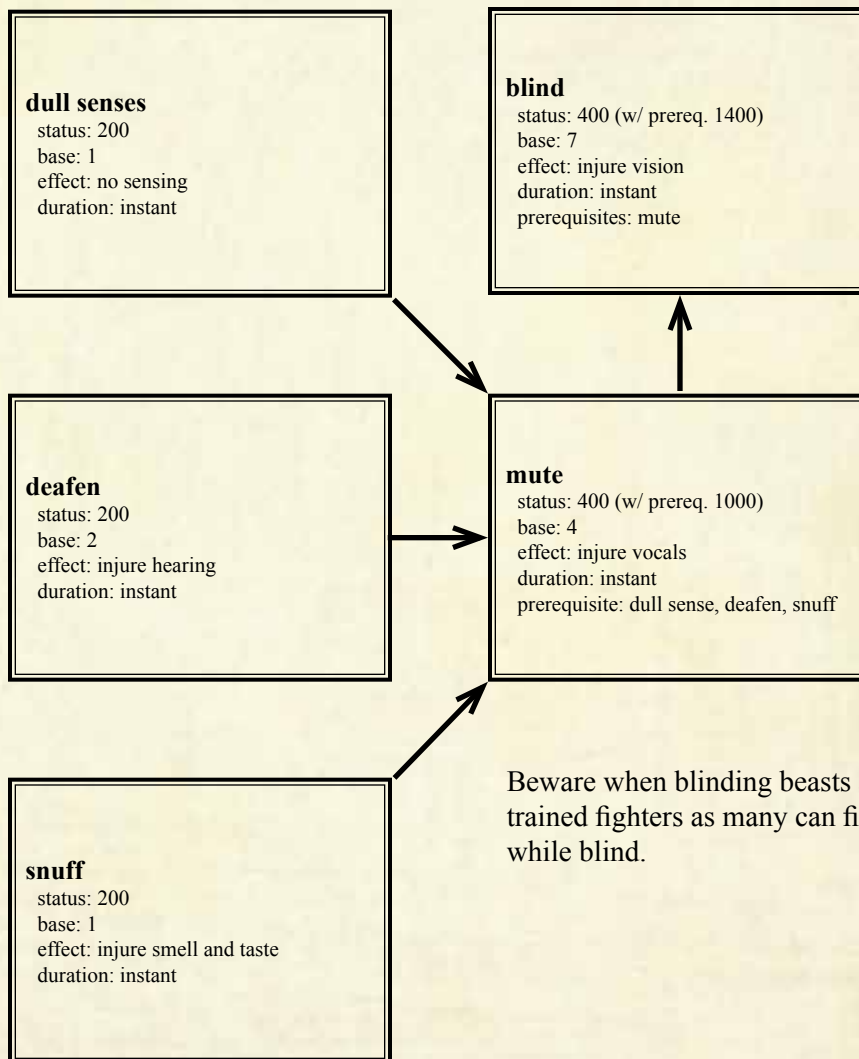 dull senses
status: 200
base: 1
effect: no sensing
duration: instant
blind
status: 400 (w/ prereq. 1400)
base: 7
effect: injure vision
duration: instant
prerequisites: mute
deafen
status: 200
base: 2
effect: injure hearing
duration: instant
mute
status: 400 (w/ prereq. 1000)
base: 4
effect: injure vocals
duration: instant
prerequisite: dull sense, deafen, snuff
Beware when blinding beasts
trained fighters as many can
while blind.
snuff
status: 200
base: 1
effect: injure smell and taste
duration: instant